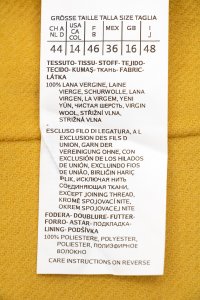 GRÖSSE TAILLE TALLA SIZE TAGLIA
CH A NL D
USA CA COL
F B
MEX
GB
I
44 14 46 36 16 48
TESSUTO-TISSU-STOFF-TEJIDO-
TECIDO-KUMAŞ-ТКАНЬ-FABRIC-
LÁTKA
100% LANA VERGINE, LAINE
VIERGE, SCHURWOLLE, LANA
VIRGEN, LÃ VIRGEM, YENİ
YÜN, ЧИСТАЯ ШЕРСТЬ, VIRGIN
WOOL, STRIŽNÍ VLNA,
STRIŽNÁ VLNA
ESCLUSO FILO DI LEGATURA, À L
EXCLUSION DES FILS D
UNION, GARN DER
VEREINIGUNG OHNE, CON
EXCLUSIÓN DE LOS HILADOS
DE UNIÓN, EXCLUINDO FIOS
DE UNIÃO, BİRLİĞİN HARİÇ
İPLİK, ИСКЛЮЧАЯ НИТЬ
СОЕДИНЯЮЩАЯ ТКАНИ,
EXCEPT JOINING THREAD,
KROMĚ SPOJOVACÍ NITĚ,
OKREM SPOJOVACEJ NITE
FODERA-DOUBLURE-FUTTER-
FORRO-ASTAR-ПОДКЛАДКА-
LINING-PODŠÍVKA
100% POLIESTERE, POLYESTER,
POLIESTER, ПОЛИЭФИРНОЕ
ВОЛОКНО
CARE INSTRUCTIONS ON REVERSE